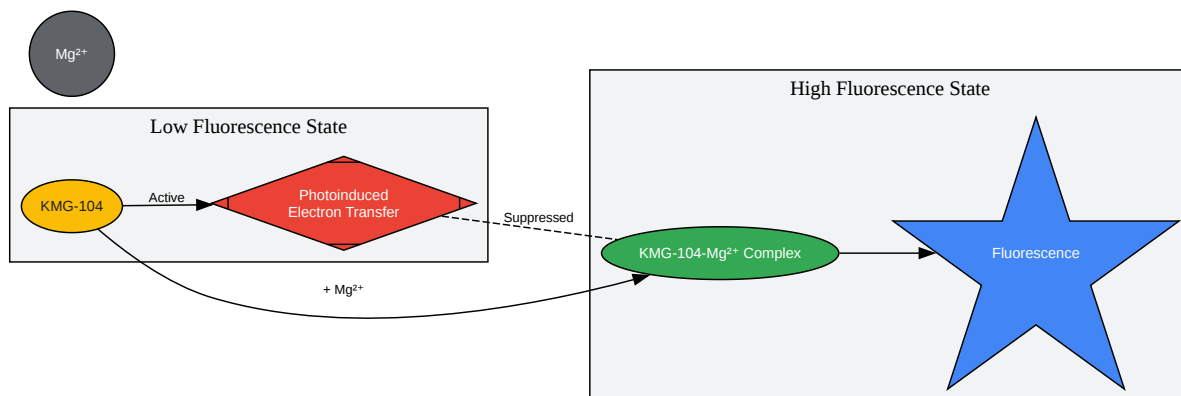 Mg²⁺
High Fluorescence State
Low Fluorescence State
KMG-104
Active
Photoinduced
Electron Transfer
Suppressed
KMG-104-Mg²⁺ Complex
Fluorescence
+ Mg²⁺